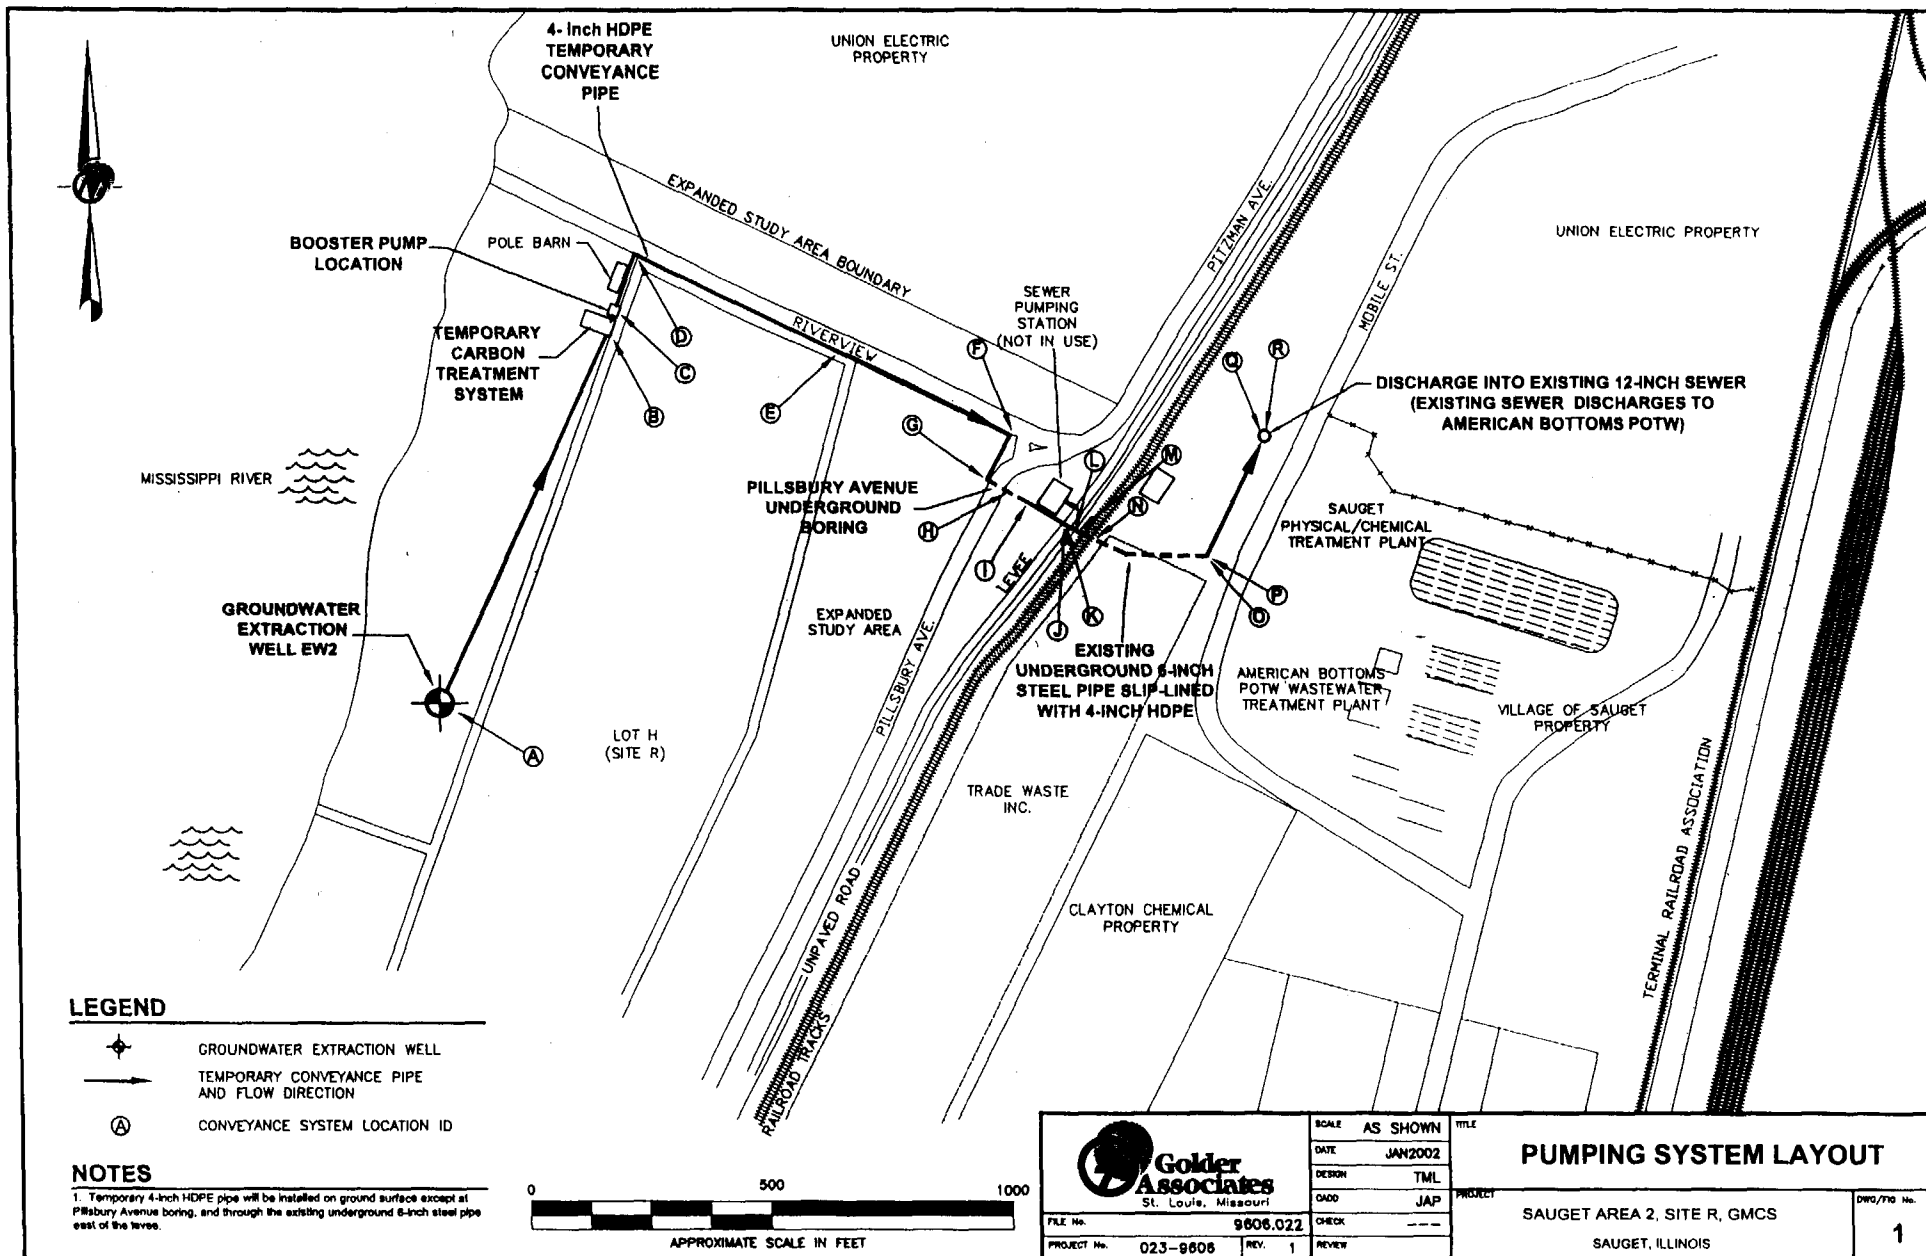 4- Inch HDPE
TEMPORARY
CONVEYANCE
PIPE
UNION ELECTRIC
PROPERTY
EXPANDED STUDY AREA BOUNDARY
PITZMAN AVE.
MOBILE ST.
UNION ELECTRIC PROPERTY
BOOSTER PUMP
LOCATION
POLE BARN
TEMPORARY
CARBON
TREATMENT
SYSTEM
RIVERVIEW
SEWER
PUMPING
STATION
(NOT IN USE)
D
C
B
E
F
G
Q
R
DISCHARGE INTO EXISTING 12-INCH SEWER
(EXISTING SEWER DISCHARGES TO
AMERICAN BOTTOMS POTW)
MISSISSIPPI RIVER
PILLSBURY AVENUE
UNDERGROUND
BORING
H
I
L
M
N
LEVEE
J
K
P
O
SAUGET
PHYSICAL/CHEMICAL
TREATMENT PLANT
GROUNDWATER
EXTRACTION
WELL EW2
A
EXPANDED
STUDY AREA
PILLSBURY AVE.
EXISTING
UNDERGROUND 6-INCH
STEEL PIPE SLIP-LINED
WITH 4-INCH HDPE
AMERICAN BOTTOMS
POTW WASTEWATER
TREATMENT PLANT
VILLAGE OF SAUGET
PROPERTY
LOT H
(SITE R)
TRADE WASTE
INC.
TERMINAL RAILROAD ASSOCIATION
UNPAVED ROAD
CLAYTON CHEMICAL
PROPERTY
RAILROAD TRACKS
LEGEND
GROUNDWATER EXTRACTION WELL
TEMPORARY CONVEYANCE PIPE
AND FLOW DIRECTION
A CONVEYANCE SYSTEM LOCATION ID
NOTES
1. Temporary 4-inch HDPE pipe will be installed on ground surface except at
Pillsbury Avenue boring, and through the existing underground 6-inch steel pipe
east of the levee.
0 500 1000
APPROXIMATE SCALE IN FEET
Golder
Associates
St. Louis, Missouri
FILE No. 9606.022
PROJECT No. 023-9606 REV. 1
SCALE AS SHOWN
DATE JAN2002
DESIGN TML
CADD JAP
CHECK ---
REVIEW
TITLE
PUMPING SYSTEM LAYOUT
PROJECT
SAUGET AREA 2, SITE R, GMCS
SAUGET, ILLINOIS
DWG/FIG No.
1